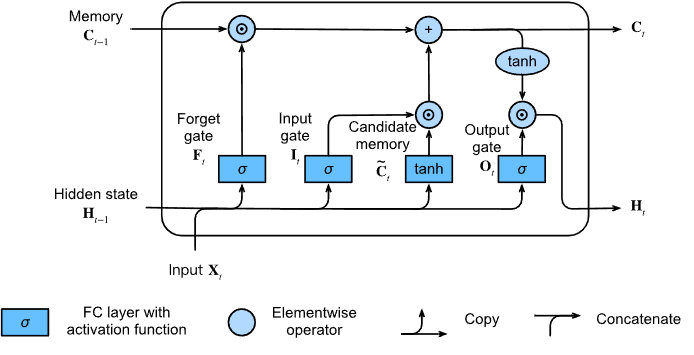 Memory
C_{t−1}
C_t
⊙
+
tanh
⊙
⊙
Forget
gate
F_t
Input
gate
I_t
Candidate
memory
C̃_t
Output
gate
O_t
σ
σ
tanh
σ
Hidden state
H_{t−1}
H_t
Input X_t
σ
FC layer with
activation function
Elementwise
operator
Copy
Concatenate